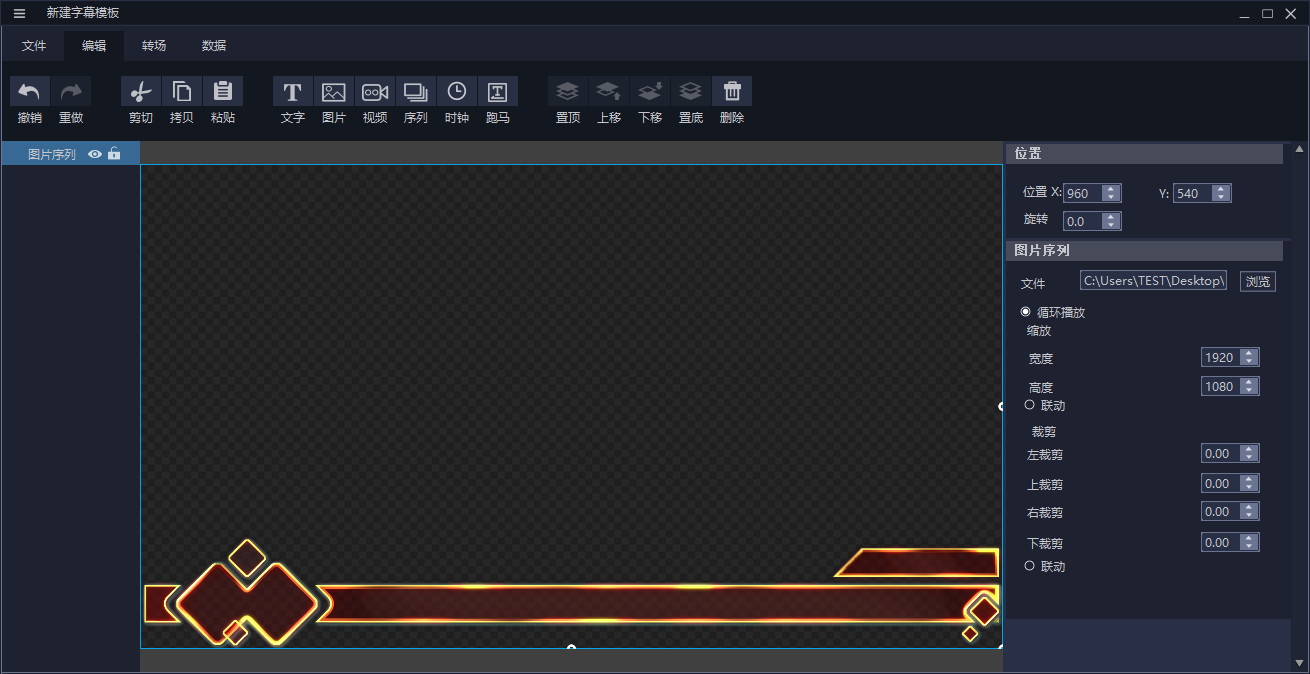 新建字幕模板
文件 编辑 转场 数据
撤销 重做 剪切 拷贝 粘贴 文字 图片 视频 序列 时钟 跑马 置顶 上移 下移 置底 删除
图片序列
位置
位置 X: 960 Y: 540
旋转 0.0
图片序列
文件 C:\Users\TEST\Desktop\ 浏览
循环播放
缩放
宽度 1920
高度 1080
联动
裁剪
左裁剪 0.00
上裁剪 0.00
右裁剪 0.00
下裁剪 0.00
联动